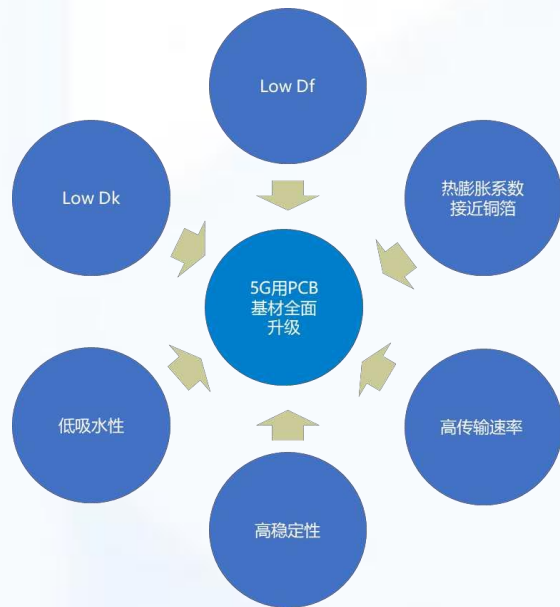 Low Df
Low Dk
热膨胀系数
接近铜箔
5G用PCB
基材全面
升级
低吸水性
高传输速率
高稳定性